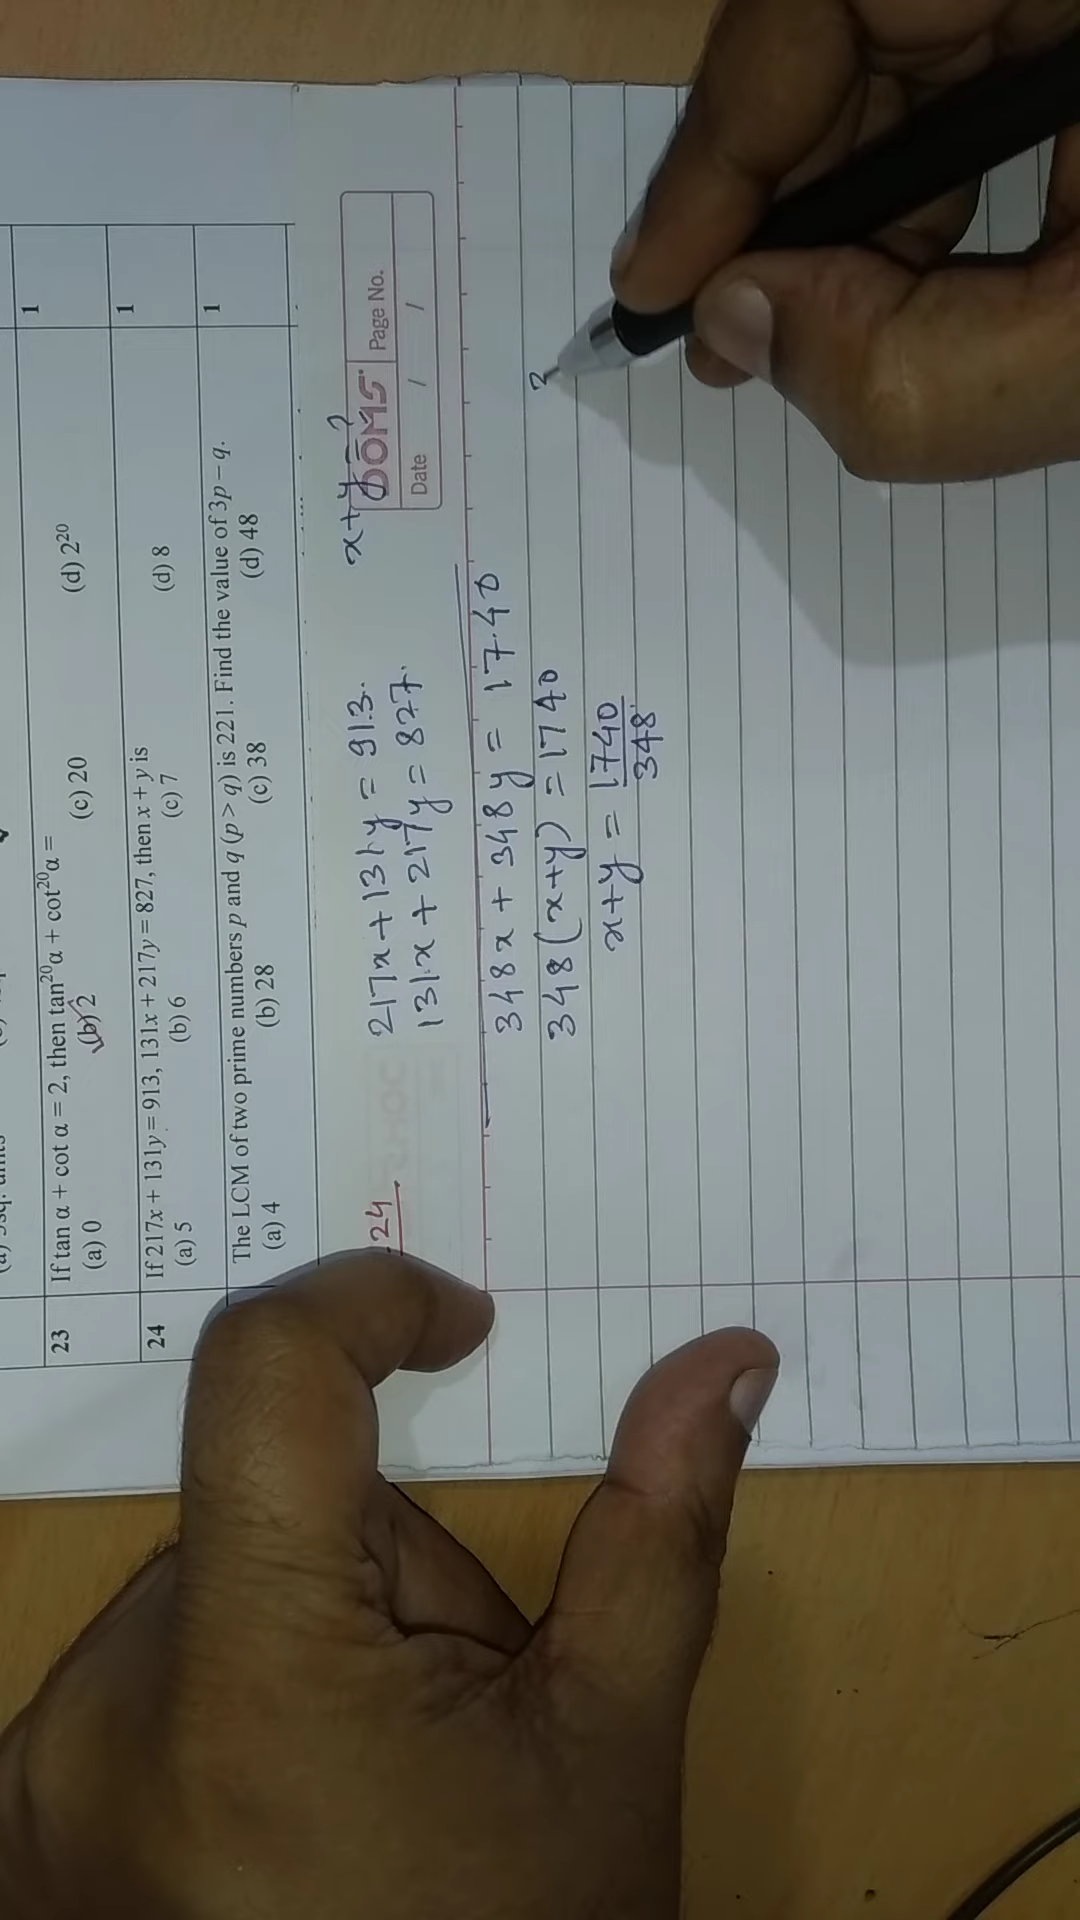 1
23 If tan α + cot α = 2, then tan²⁰α + cot²⁰α =
(a) 0 (b) 2 (c) 20 (d) 2²⁰
1
24 If 217x + 131y = 913, 131x + 217y = 827, then x + y is
(a) 5 (b) 6 (c) 7 (d) 8
1
The LCM of two prime numbers p and q (p > q) is 221. Find the value of 3p – q.
(a) 4 (b) 28 (c) 38 (d) 48
24. 217x + 131y = 913. x+y=?
131x + 217y = 827.
DOMS Page No.
Date / /
348x + 348y = 1740
348(x+y) = 1740
3
x+y = 1740/348